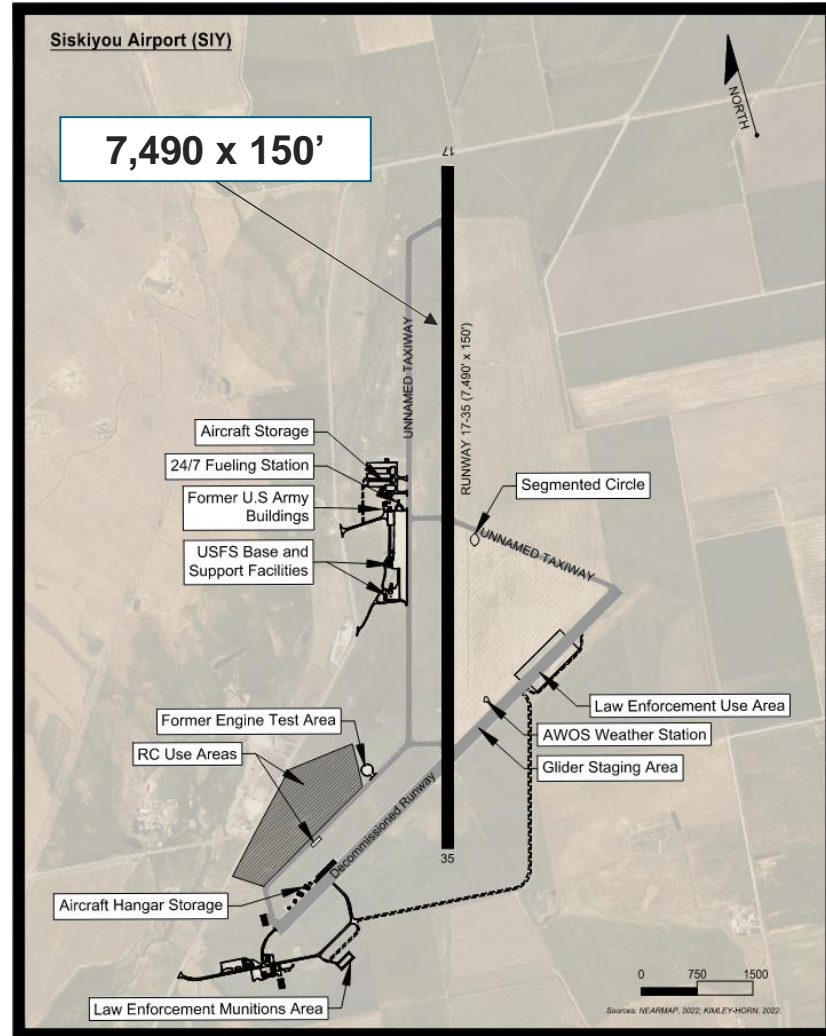 Siskiyou Airport (SIY)
NORTH
7,490 x 150’
17
UNNAMED TAXIWAY
RUNWAY 17-35 (7,490' x 150')
Aircraft Storage
24/7 Fueling Station
Former U.S Army
Buildings
USFS Base and
Support Facilities
Segmented Circle
UNNAMED TAXIWAY
Law Enforcement Use Area
AWOS Weather Station
Glider Staging Area
Former Engine Test Area
RC Use Areas
Decommissioned Runway
35
Aircraft Hangar Storage
Law Enforcement Munitions Area
0 750 1500
Sources: NEARMAP, 2022; KIMLEY-HORN, 2022.